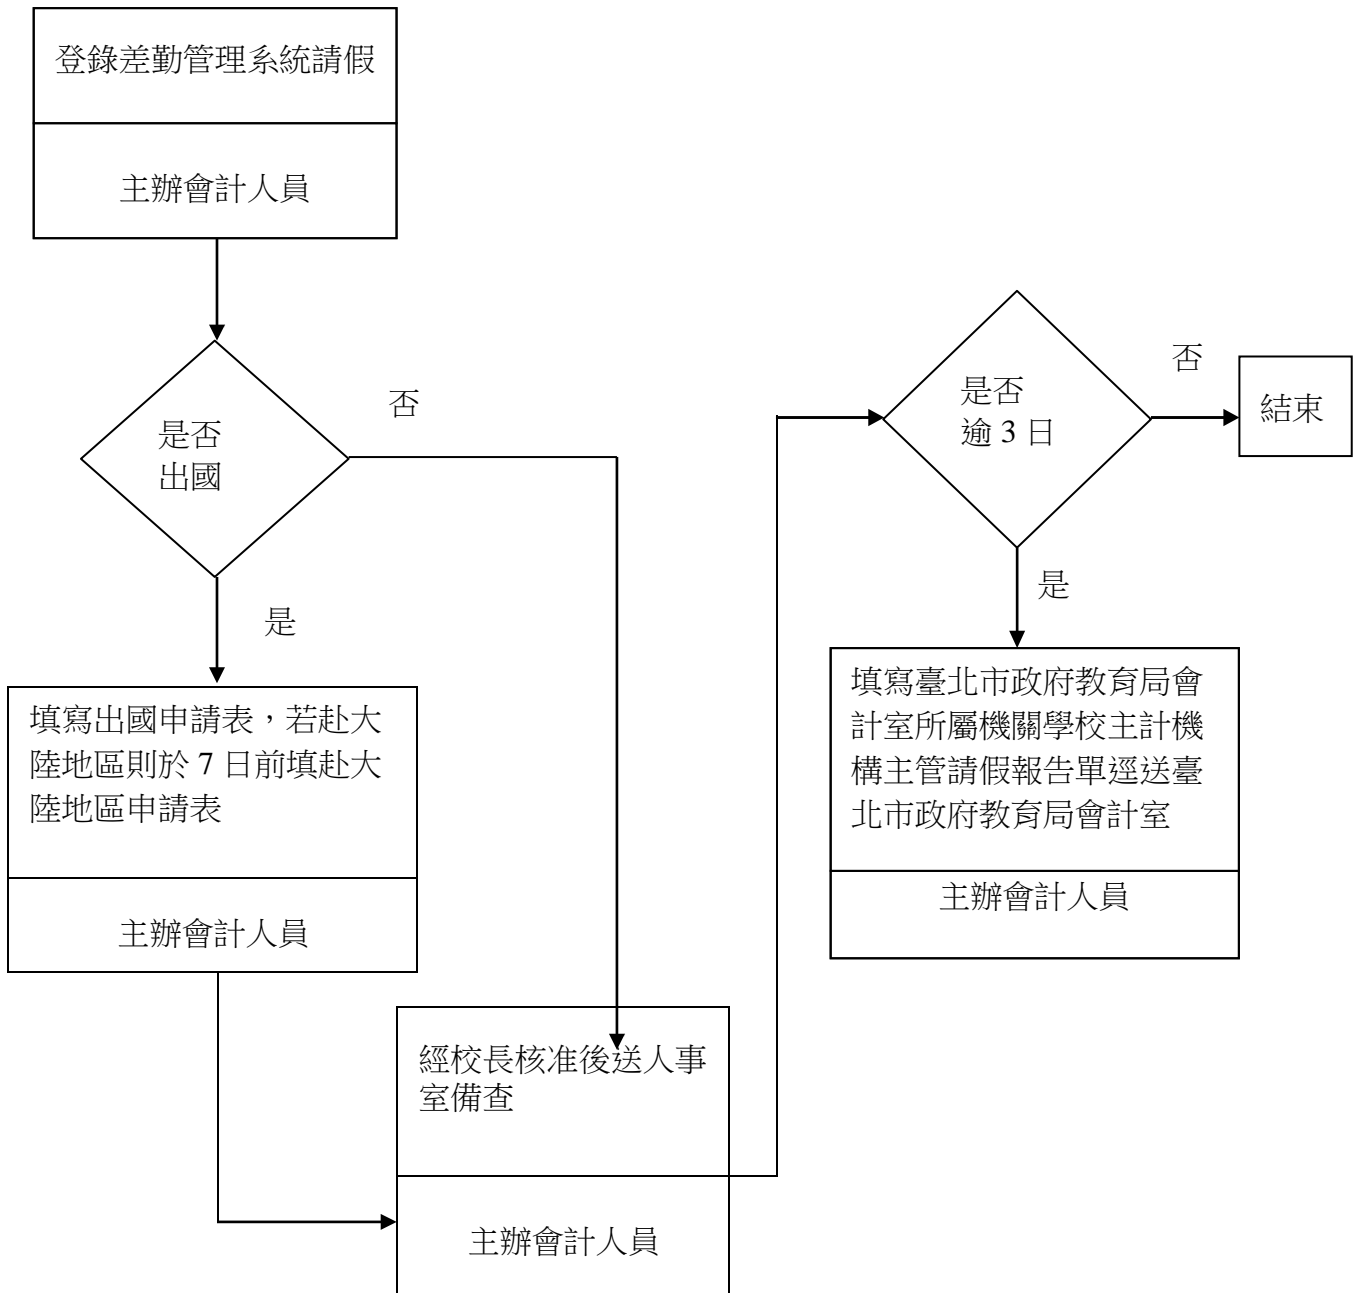 登錄差勤管理系統請假
主辦會計人員
是否
出國
否
是
填寫出國申請表，若赴大
陸地區則於 7 日前填赴大
陸地區申請表
主辦會計人員
經校長核准後送人事
室備查
主辦會計人員
是否
逾 3 日
否
結束
是
填寫臺北市政府教育局會
計室所屬機關學校主計機
構主管請假報告單逕送臺
北市政府教育局會計室
主辦會計人員